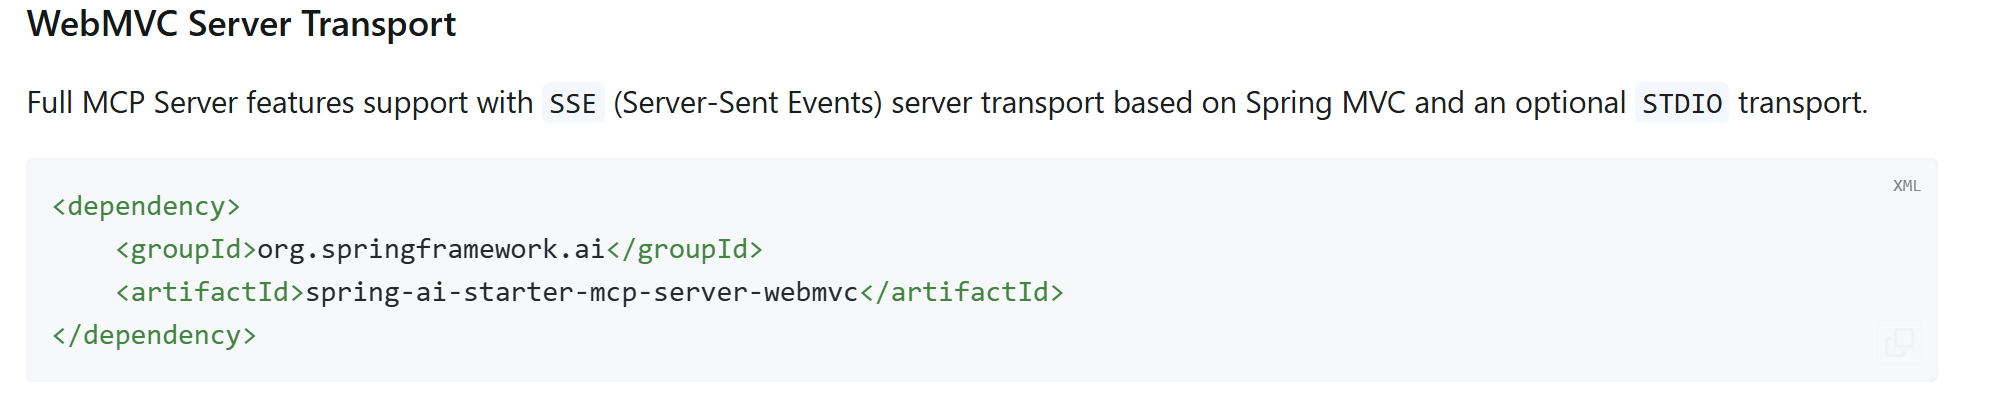 WebMVC Server Transport
Full MCP Server features support with SSE (Server-Sent Events) server transport based on Spring MVC and an optional STDIO transport.
XML
<dependency>
    <groupId>org.springframework.ai</groupId>
    <artifactId>spring-ai-starter-mcp-server-webmvc</artifactId>
</dependency>